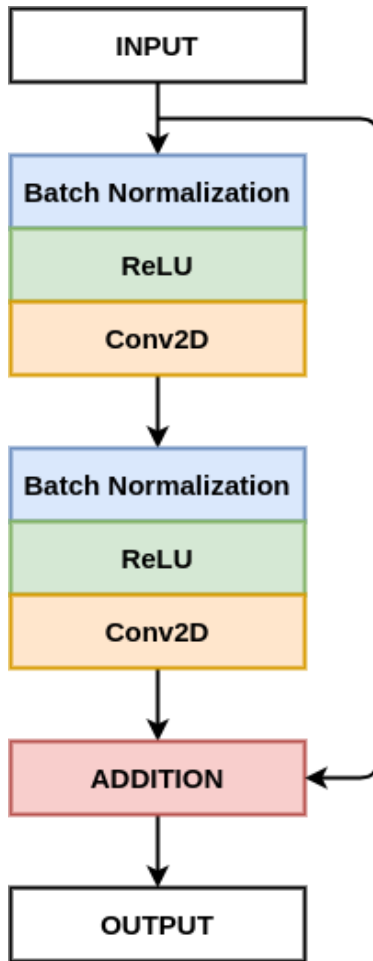 INPUT
Batch Normalization
ReLU
Conv2D
Batch Normalization
ReLU
Conv2D
ADDITION
OUTPUT